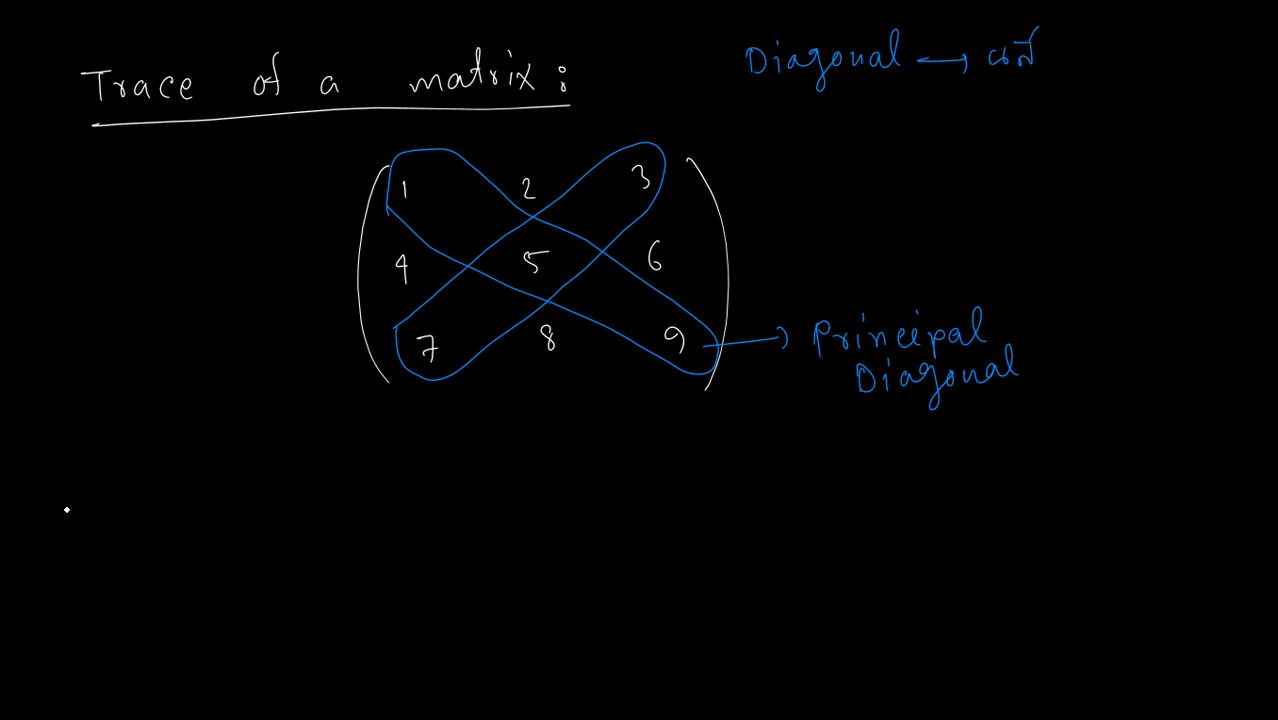 Trace of a matrix:
Diagonal → কর্ণ
1 2 3
4 5 6
7 8 9
→ Principal
Diagonal